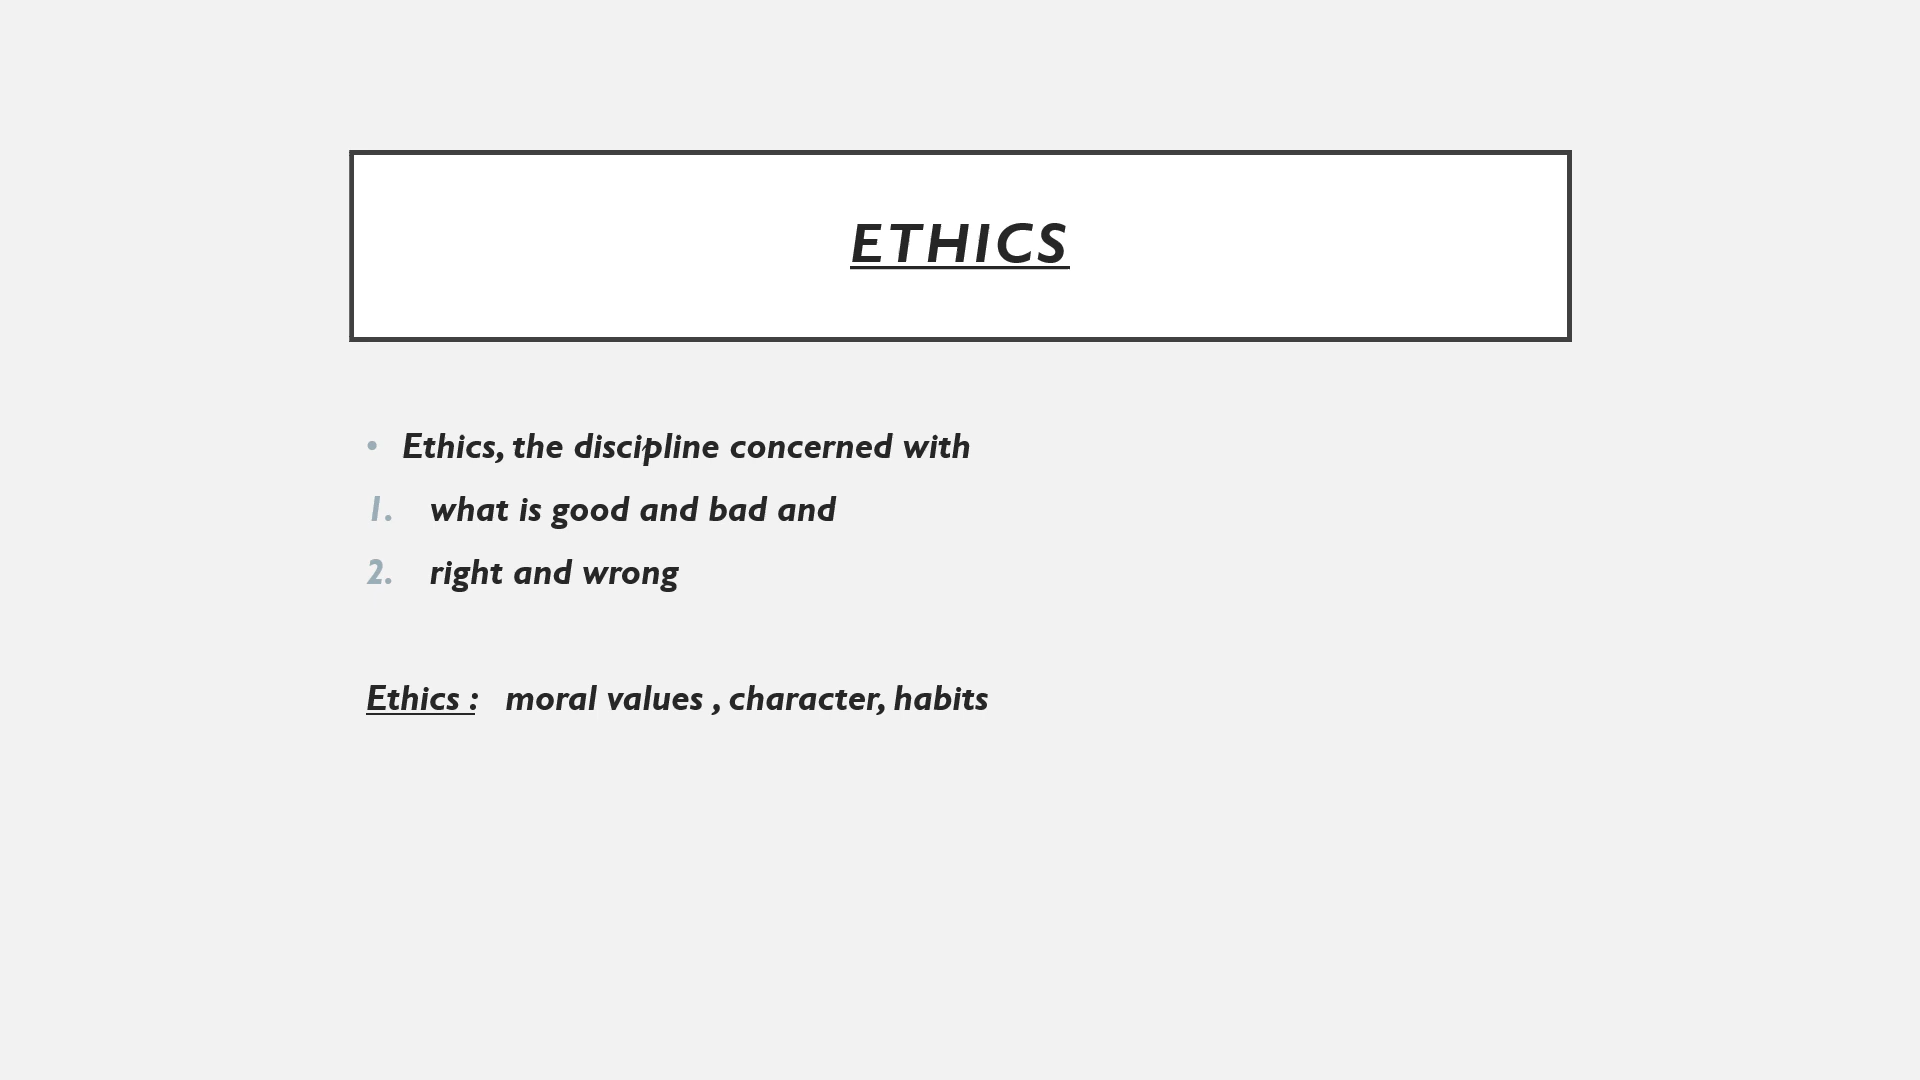 ETHICS
• Ethics, the discipline concerned with
1. what is good and bad and
2. right and wrong
Ethics : moral values , character, habits